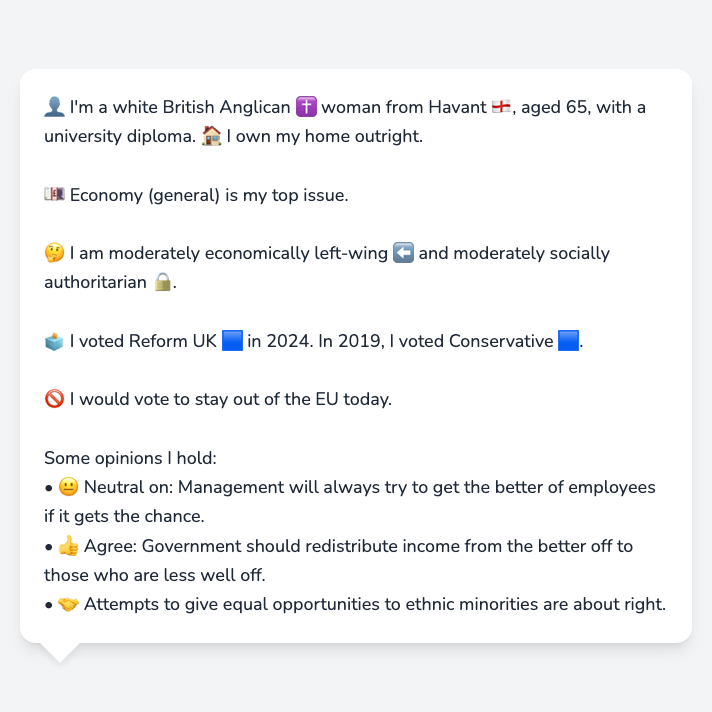 👤 I'm a white British Anglican ✝️ woman from Havant 🏴󠁧󠁢󠁥󠁮󠁧󠁿, aged 65, with a
university diploma. 🏠 I own my home outright.
💷 Economy (general) is my top issue.
🤔 I am moderately economically left-wing ⬅️ and moderately socially
authoritarian 🔒.
🗳️ I voted Reform UK 🟦 in 2024. In 2019, I voted Conservative 🟦.
🚫 I would vote to stay out of the EU today.
Some opinions I hold:
• 😐 Neutral on: Management will always try to get the better of employees
if it gets the chance.
• 👍 Agree: Government should redistribute income from the better off to
those who are less well off.
• 🤝 Attempts to give equal opportunities to ethnic minorities are about right.